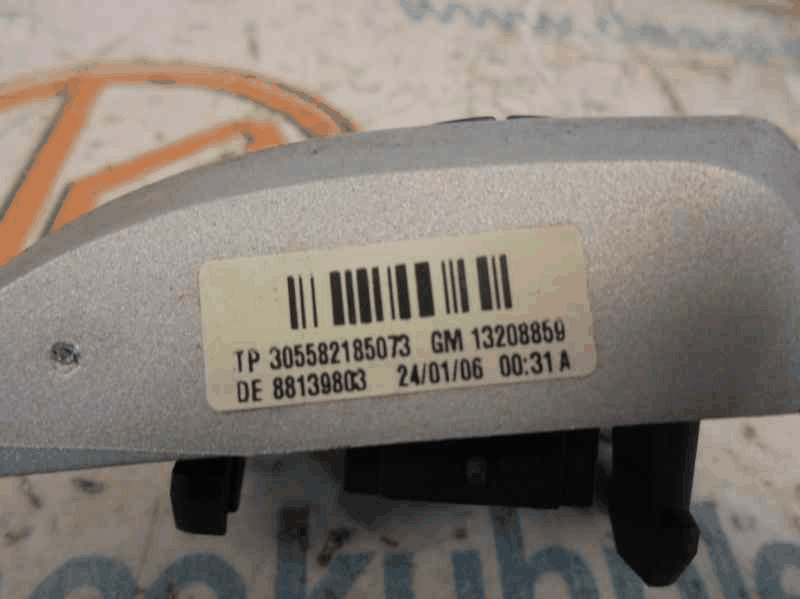 TP 305582185073 GM 13208859
DE 88139803 24/01/06 00:31 A